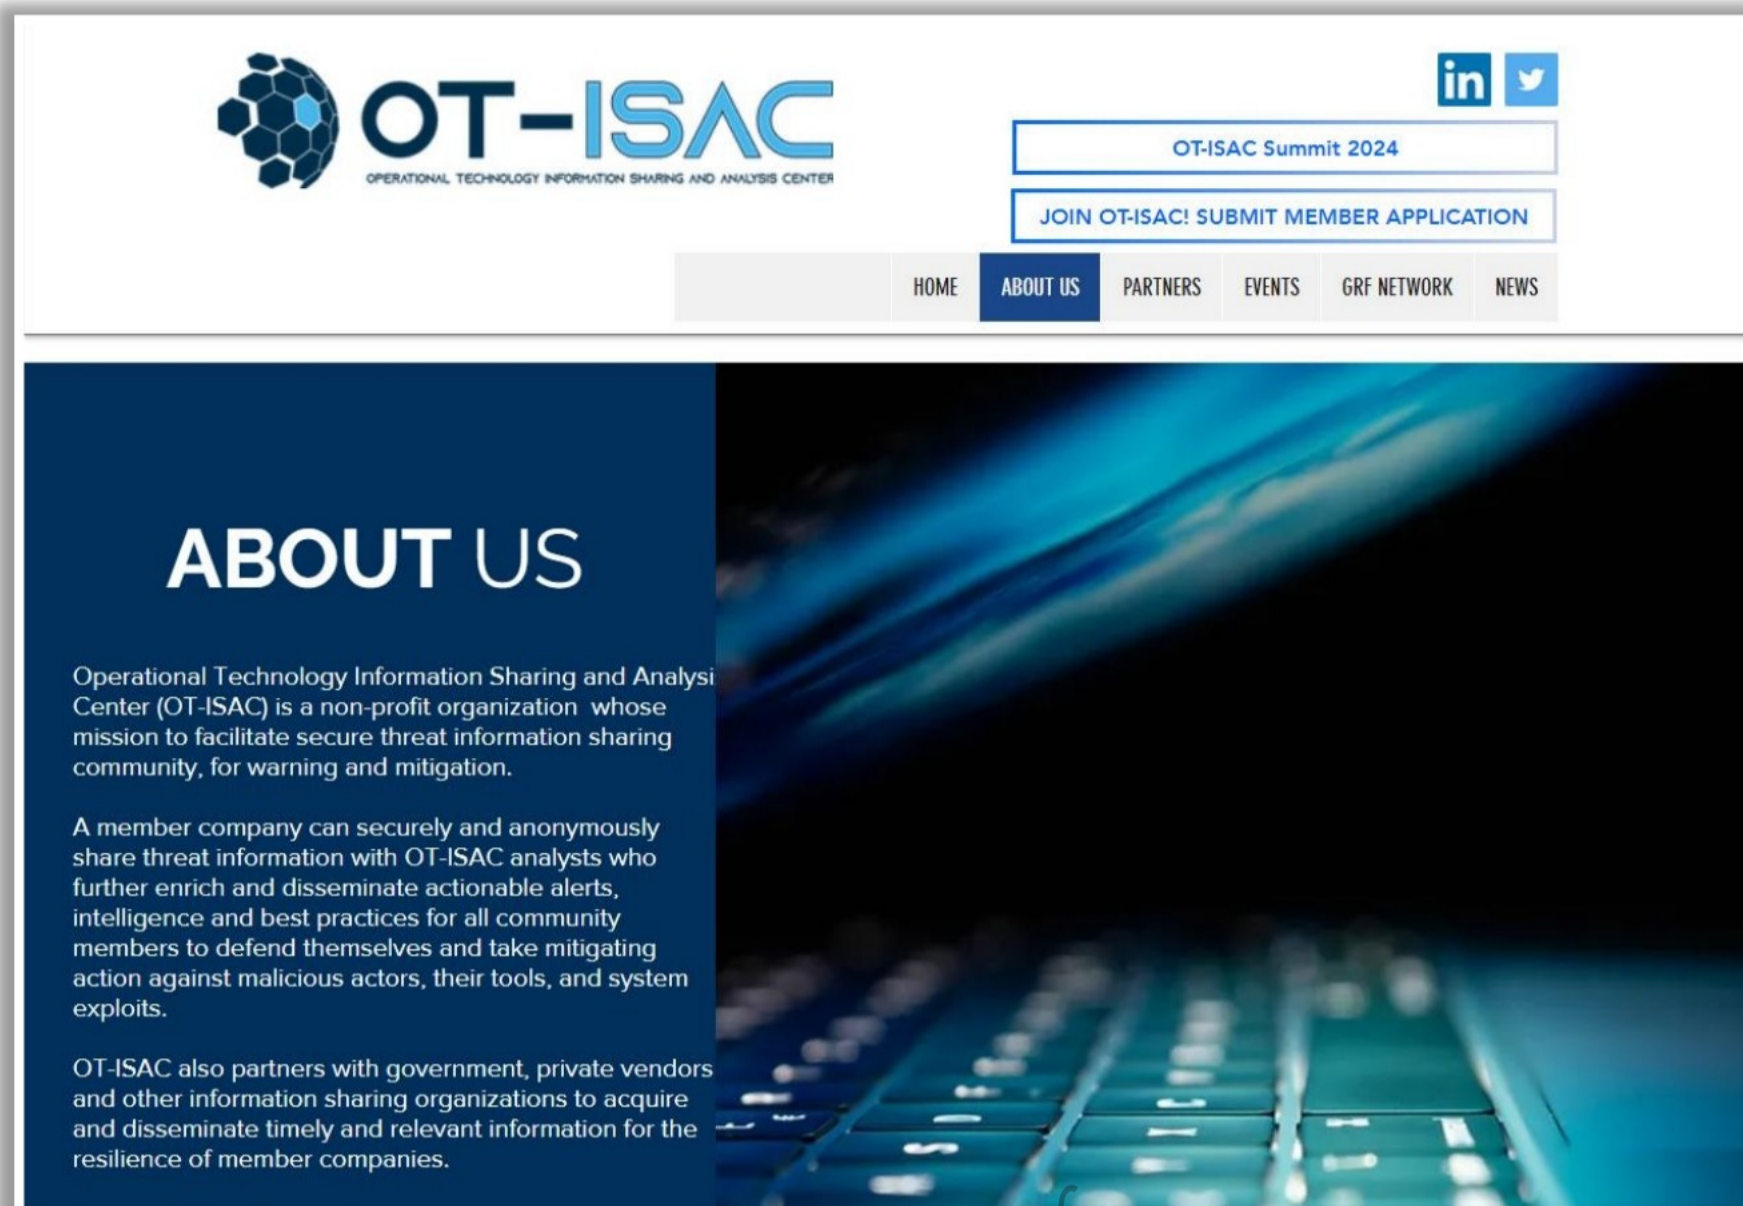 OT-ISAC
OPERATIONAL TECHNOLOGY INFORMATION SHARING AND ANALYSIS CENTER
in
OT-ISAC Summit 2024
JOIN OT-ISAC! SUBMIT MEMBER APPLICATION
HOME ABOUT US PARTNERS EVENTS GRF NETWORK NEWS
ABOUT US
Operational Technology Information Sharing and Analysi
Center (OT-ISAC) is a non-profit organization whose
mission to facilitate secure threat information sharing
community, for warning and mitigation.
A member company can securely and anonymously
share threat information with OT-ISAC analysts who
further enrich and disseminate actionable alerts,
intelligence and best practices for all community
members to defend themselves and take mitigating
action against malicious actors, their tools, and system
exploits.
OT-ISAC also partners with government, private vendors
and other information sharing organizations to acquire
and disseminate timely and relevant information for the
resilience of member companies.